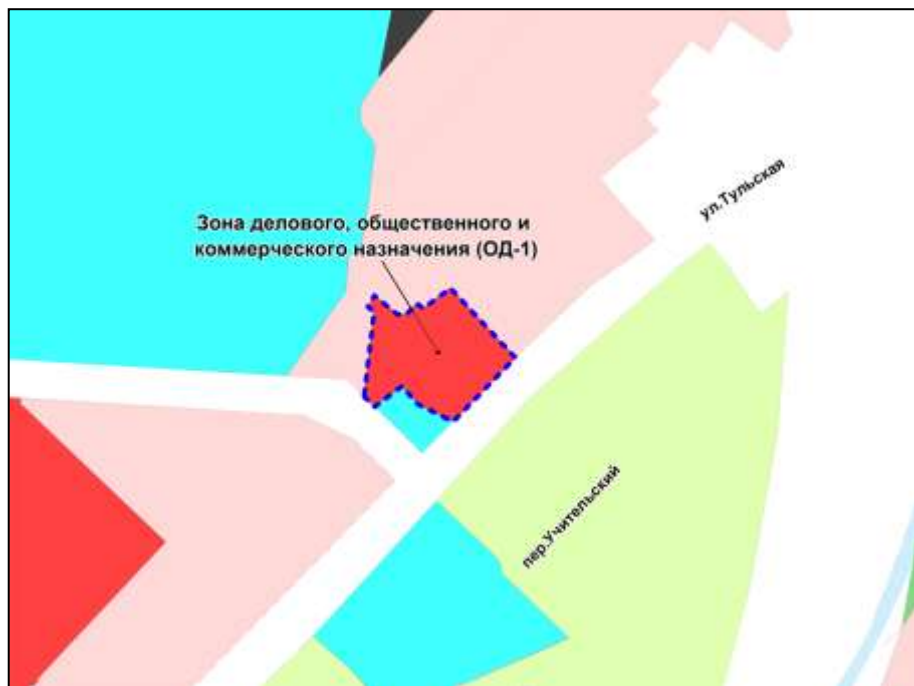 ул.Тульская
Зона делового, общественного и
коммерческого назначения (ОД-1)
пер.Учительский